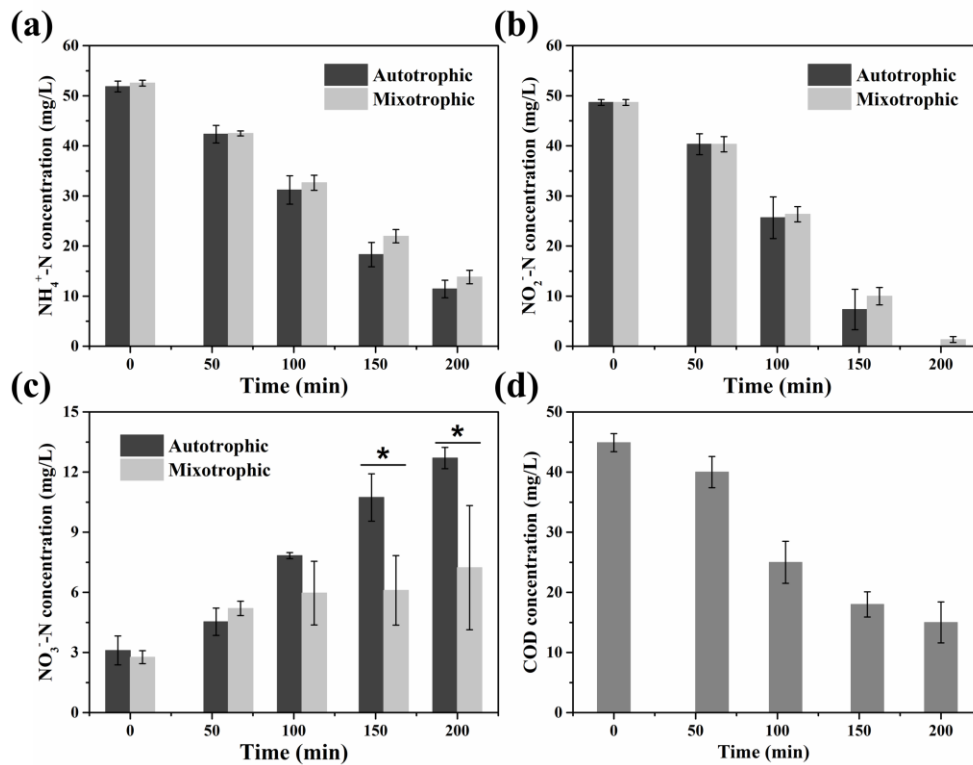 (a)
60
50
40
30
20
10
0
NH₄⁺-N concentration (mg/L)
Autotrophic
Mixotrophic
0 50 100 150 200
Time (min)
(b)
60
50
40
30
20
10
0
NO₂⁻-N concentration (mg/L)
Autotrophic
Mixotrophic
0 50 100 150 200
Time (min)
(c)
15
12
9
6
3
0
NO₃⁻-N concentration (mg/L)
Autotrophic
Mixotrophic
* *
0 50 100 150 200
Time (min)
(d)
50
40
30
20
10
0
COD concentration (mg/L)
0 50 100 150 200
Time (min)